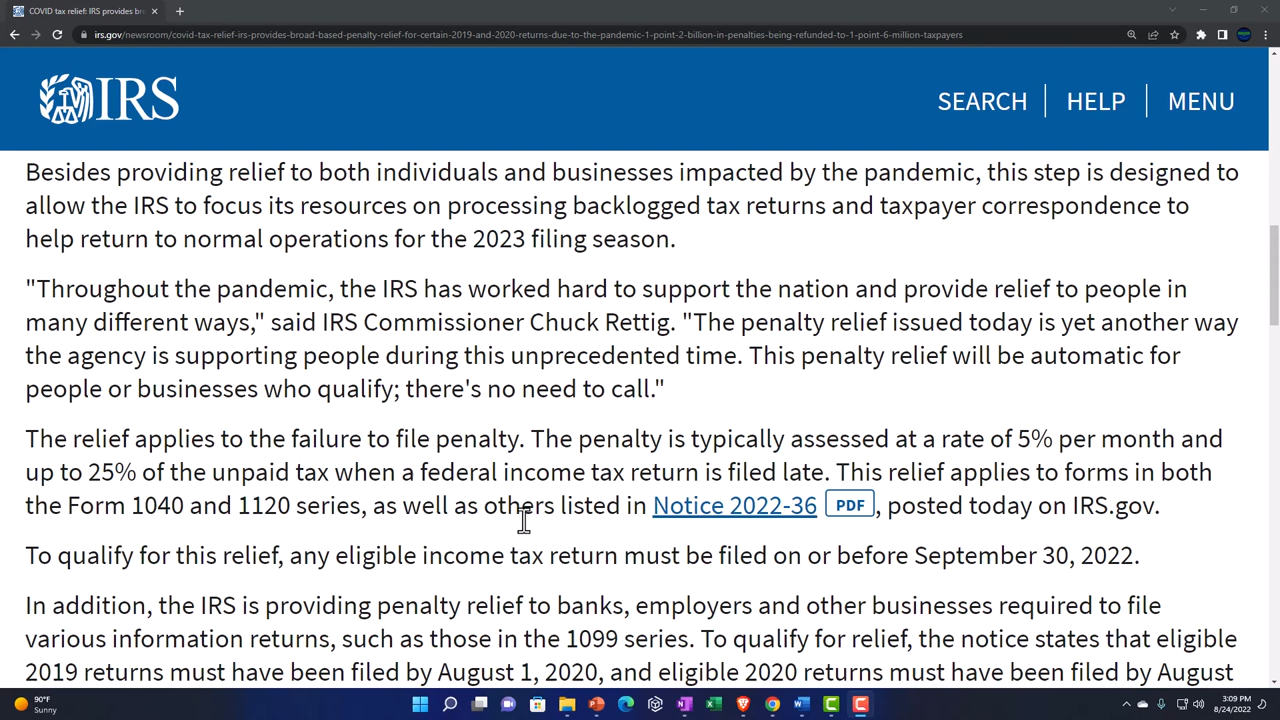 COVID tax relief: IRS provides bro
irs.gov/newsroom/covid-tax-relief-irs-provides-broad-based-penalty-relief-for-certain-2019-and-2020-returns-due-to-the-pandemic-1-point-2-billion-in-penalties-being-refunded-to-1-point-6-million-taxpayers
IRS
SEARCH HELP MENU
Besides providing relief to both individuals and businesses impacted by the pandemic, this step is designed to
allow the IRS to focus its resources on processing backlogged tax returns and taxpayer correspondence to
help return to normal operations for the 2023 filing season.
"Throughout the pandemic, the IRS has worked hard to support the nation and provide relief to people in
many different ways," said IRS Commissioner Chuck Rettig. "The penalty relief issued today is yet another way
the agency is supporting people during this unprecedented time. This penalty relief will be automatic for
people or businesses who qualify; there's no need to call."
The relief applies to the failure to file penalty. The penalty is typically assessed at a rate of 5% per month and
up to 25% of the unpaid tax when a federal income tax return is filed late. This relief applies to forms in both
the Form 1040 and 1120 series, as well as others listed in Notice 2022-36 PDF, posted today on IRS.gov.
To qualify for this relief, any eligible income tax return must be filed on or before September 30, 2022.
In addition, the IRS is providing penalty relief to banks, employers and other businesses required to file
various information returns, such as those in the 1099 series. To qualify for relief, the notice states that eligible
2019 returns must have been filed by August 1, 2020, and eligible 2020 returns must have been filed by August
90°F
Sunny
3:09 PM
8/24/2022